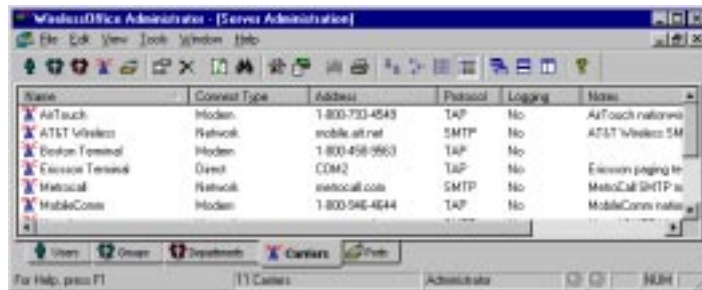 WirelessOffice Administrator - [Server Administration]
File Edit View Tools Window Help
Name Connect Type Address Protocol Logging Notes
AirTouch Modem 1-800-733-4543 TAP No AirTouch nationwi
AT&T Wireless Network mobile.att.net SMTP No AT&T Wireless SM
Boston Terminal Modem 1-800-458-9963 TAP No
Ericsson Terminal Direct COM2 TAP No Ericsson paging te
Metrocall Network metrocall.com SMTP No MetroCall SMTP
MobileComm Modem 1-800-946-4644 TAP No MobileComm natio
Users Groups Departments Carriers Ports
For Help, press F1 11 Carriers Administrator NUM